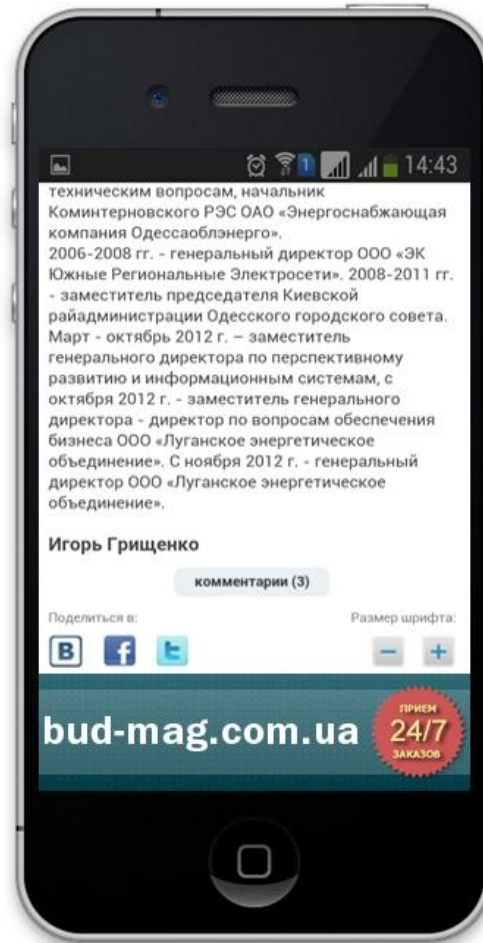 1
14:43
техническим вопросам, начальник
Коминтерновского РЭС ОАО «Энергоснабжающая
компания Одессаоблэнерго».
2006-2008 гг. - генеральный директор ООО «ЭК
Южные Региональные Электросети». 2008-2011 гг.
- заместитель председателя Киевской
райадминистрации Одесского городского совета.
Март - октябрь 2012 г. – заместитель
генерального директора по перспективному
развитию и информационным системам, с
октября 2012 г. - заместитель генерального
директора - директор по вопросам обеспечения
бизнеса ООО «Луганское энергетическое
объединение». С ноября 2012 г. - генеральный
директор ООО «Луганское энергетическое
объединение».
Игорь Грищенко
комментарии (3)
Поделиться в:
Размер шрифта:
B f t
− +
bud-mag.com.ua
ПРИЕМ
24/7
ЗАКАЗОВ